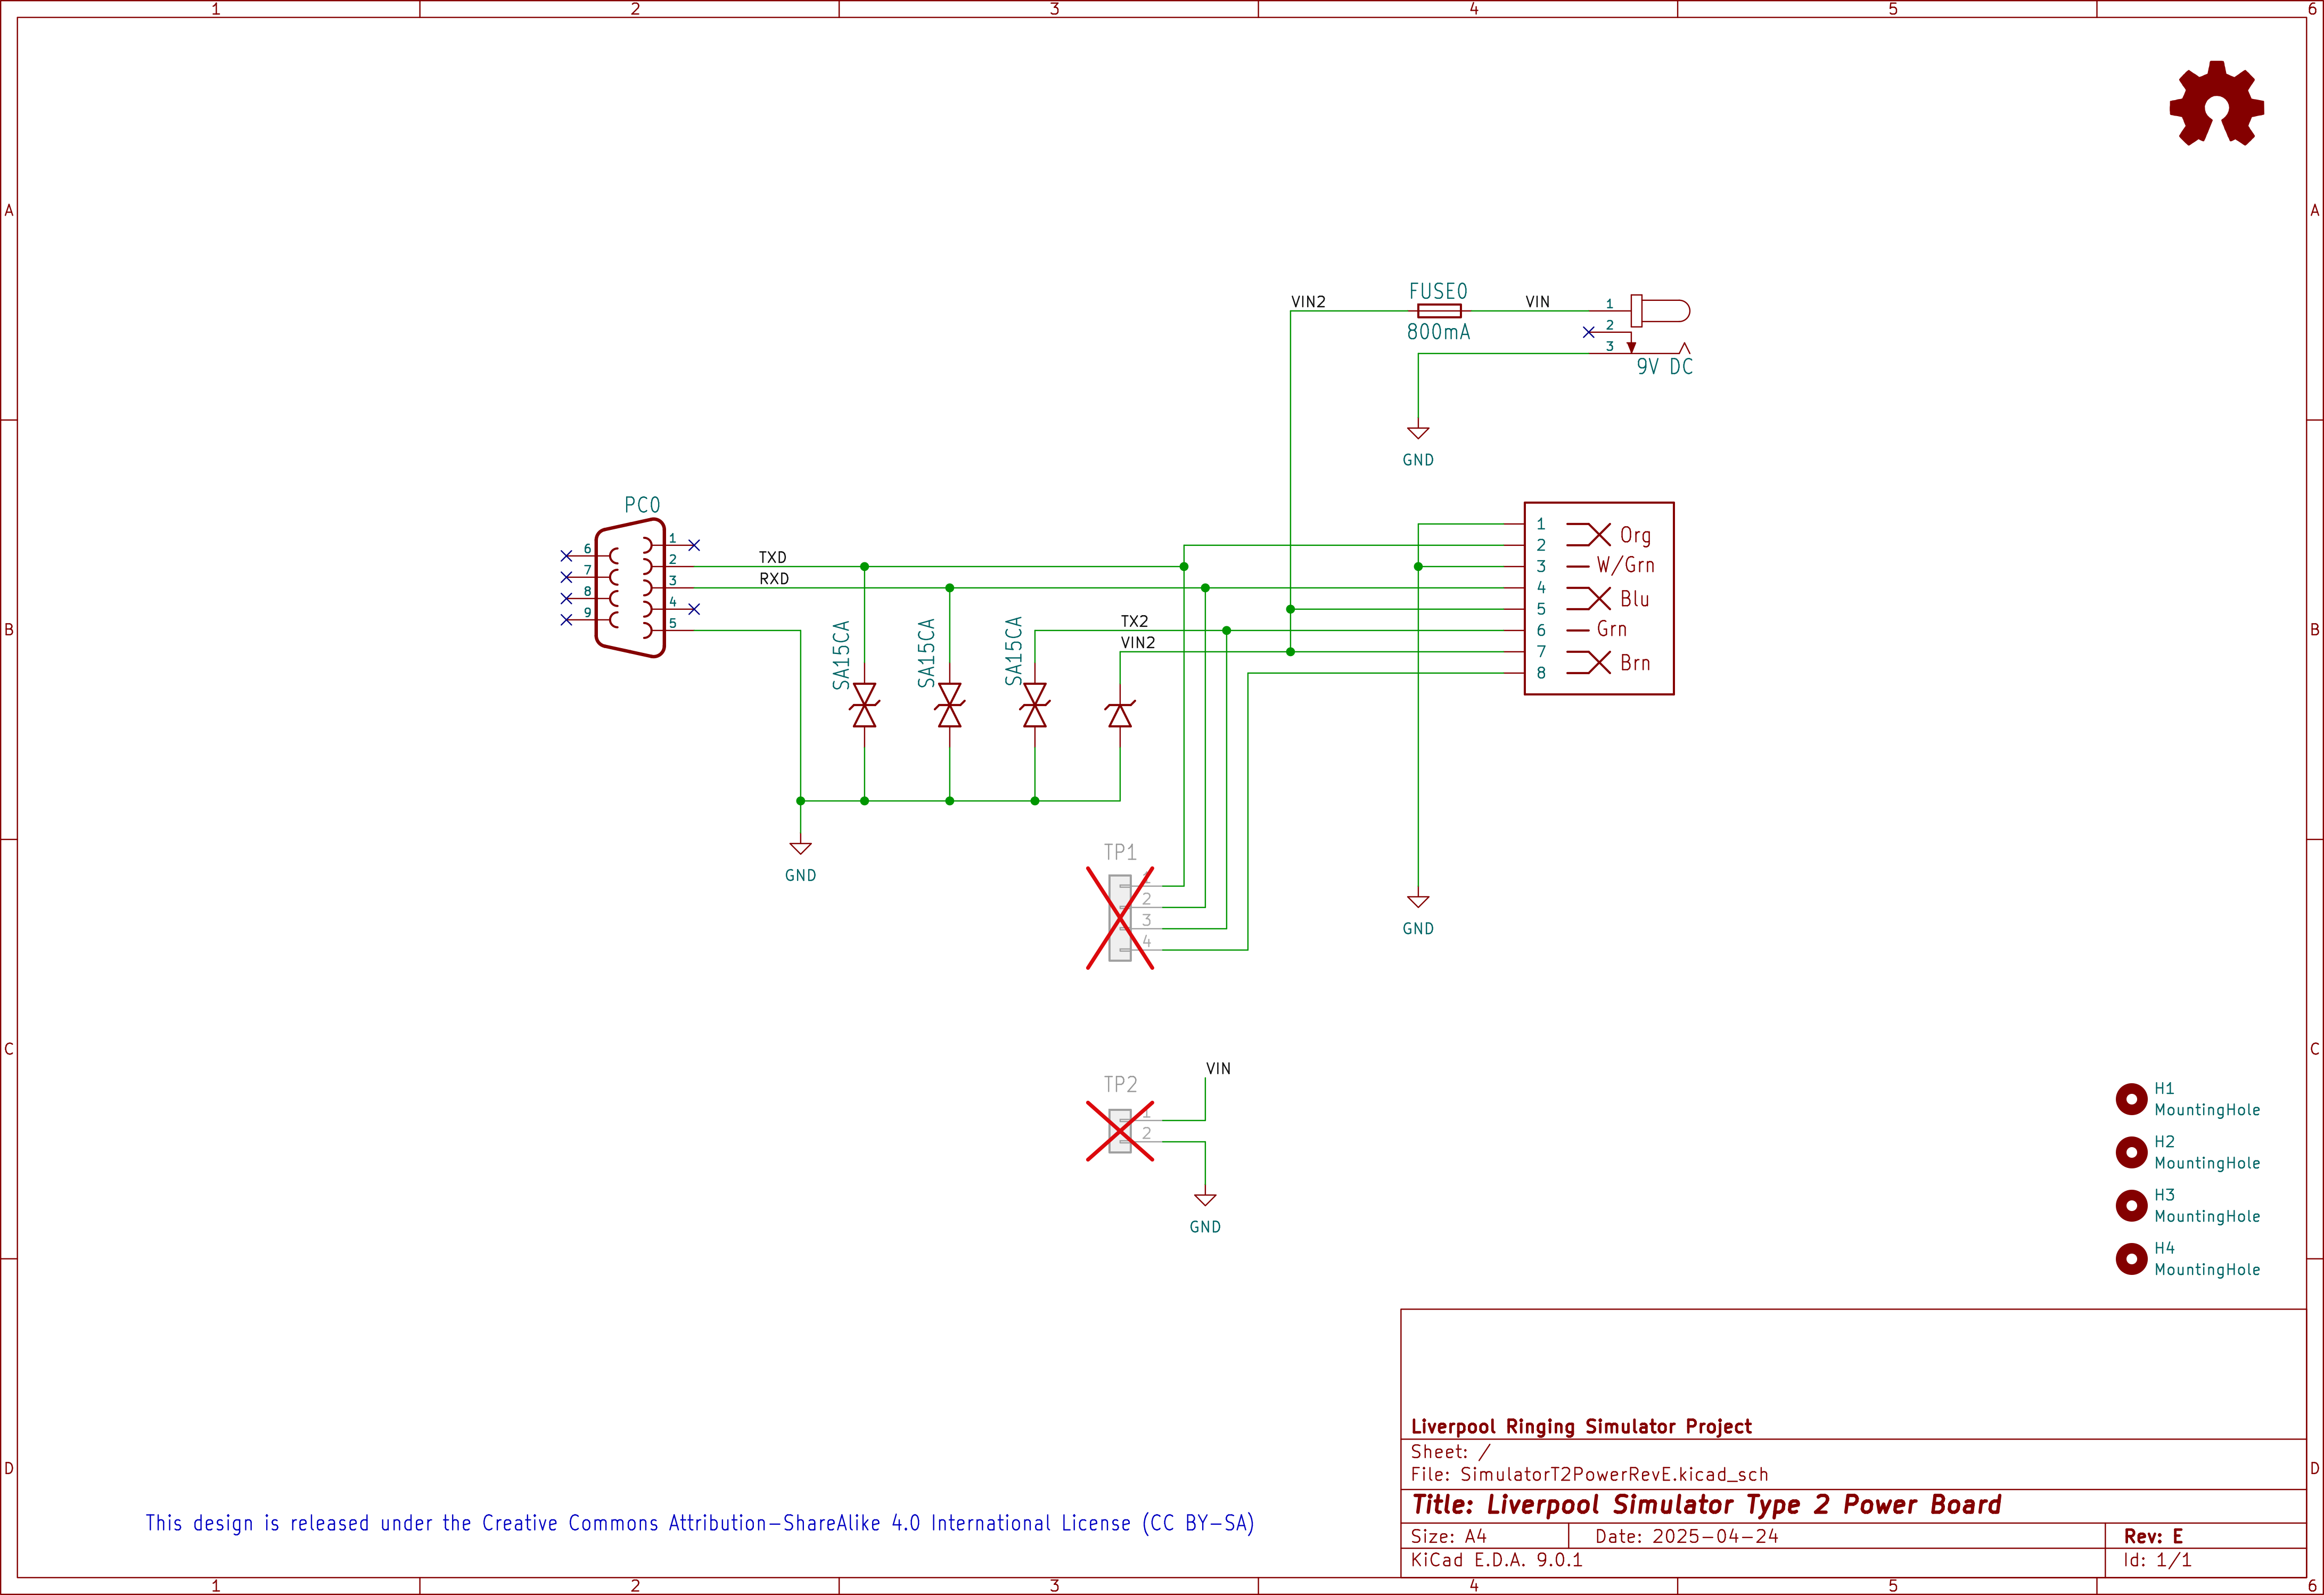 1 2 3 4 5 6
A A
VIN2 FUSE0 VIN 1
800mA 2
3
9V DC
GND
B B
PC0
1
2
3
4
5
6
7
8
9
TXD
RXD
TX2
VIN2
SA15CA
SA15CA
SA15CA
1 Org
2
3 W/Grn
4 Blu
5
6 Grn
7 Brn
8
GND
GND
C C
TP1
1
2
3
4
VIN
TP2
1
2
GND
H1
MountingHole
H2
MountingHole
H3
MountingHole
H4
MountingHole
D D
Liverpool Ringing Simulator Project
Sheet: /
File: SimulatorT2PowerRevE.kicad_sch
Title: Liverpool Simulator Type 2 Power Board
Size: A4 Date: 2025-04-24 Rev: E
KiCad E.D.A. 9.0.1 Id: 1/1
This design is released under the Creative Commons Attribution-ShareAlike 4.0 International License (CC BY-SA)
1 2 3 4 5 6